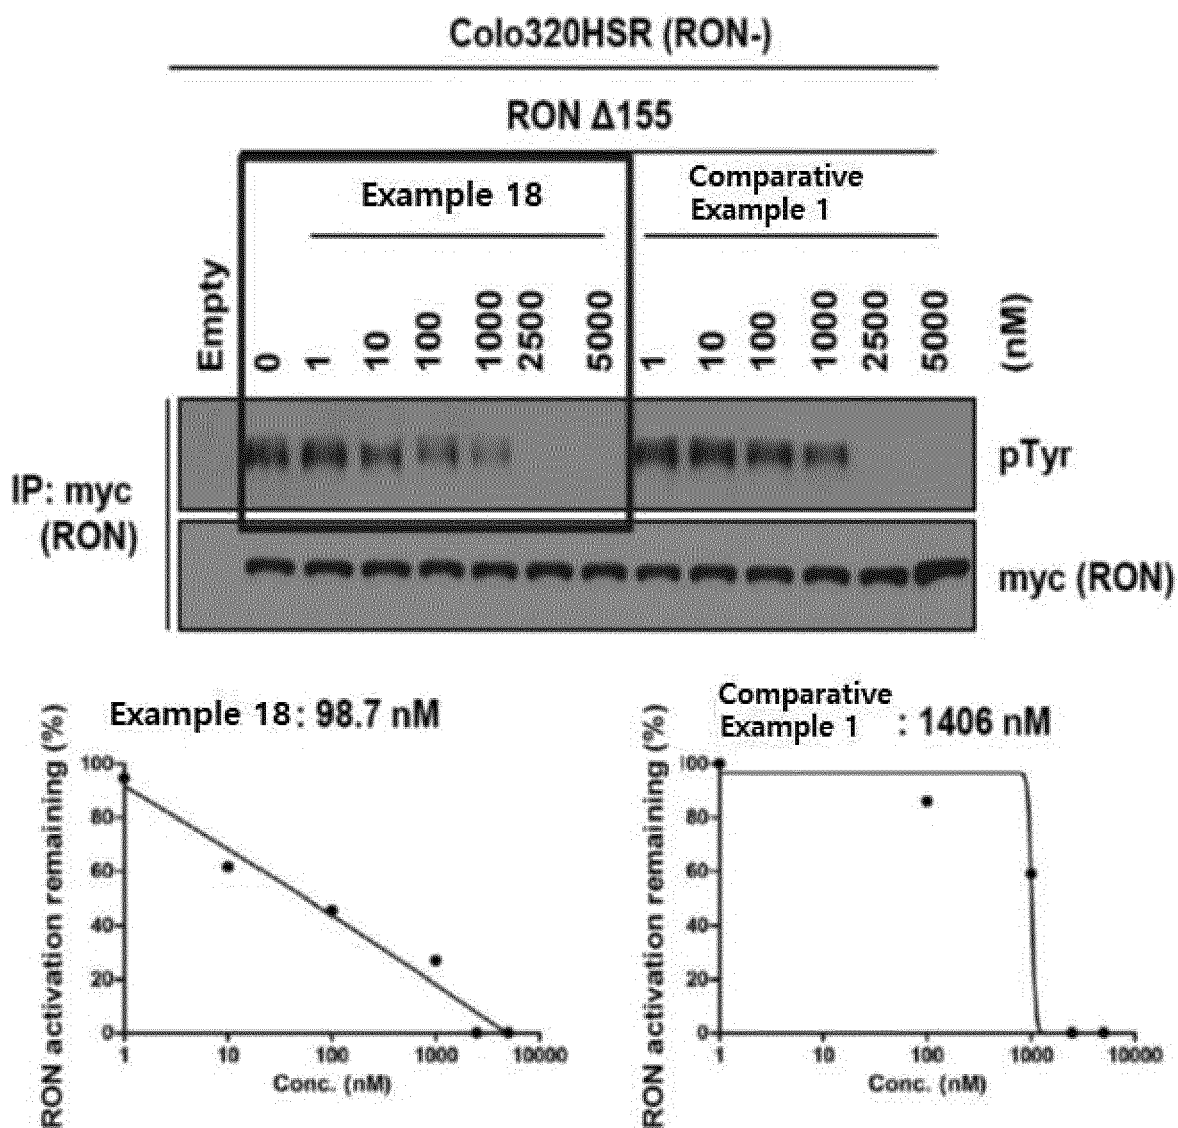 Colo320HSR (RON-)
RON Δ155
Example 18
Comparative
Example 1
Empty
0
1
10
100
1000
2500
5000
1
10
100
1000
2500
5000
(nM)
IP: myc
(RON)
pTyr
myc (RON)
Example 18 : 98.7 nM
RON activation remaining (%)
100
80
60
40
20
0
1
10
100
1000
10000
Conc. (nM)
Comparative
Example 1 : 1406 nM
RON activation remaining (%)
100
80
60
40
20
0
1
10
100
1000
10000
Conc. (nM)